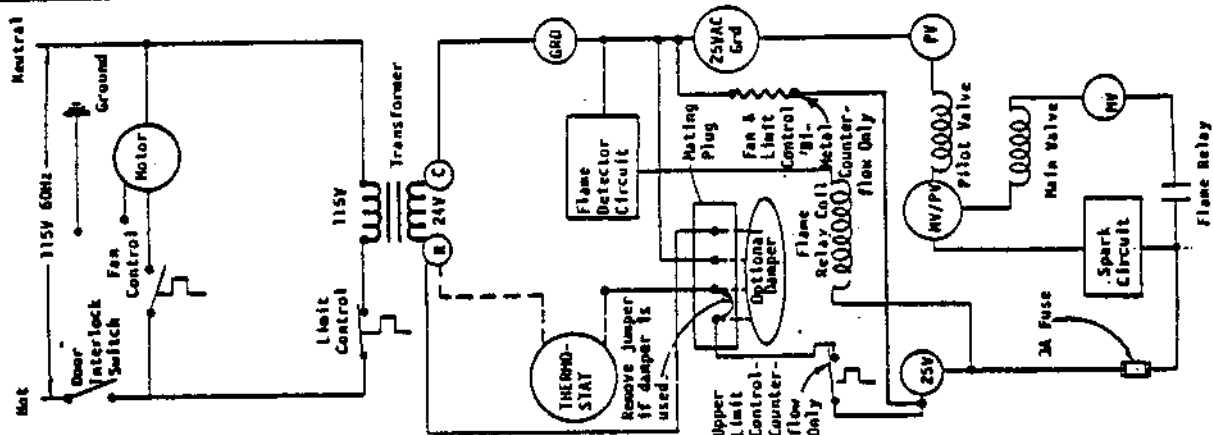 Hot
Neutral
115V 60Hz
Door
Interlock
Switch
Ground
Fan
Control
Motor
Limit
Control
115V
Transformer
24V
R
C
THERMO-
STAY
GRD
Flame
Detector
Circuit
Mating
Plug
Remove jumper
if damper is
used.
Optional
Damper
25VAC
Grd
Fan &
Limit
Control
'Bi-
Metal
Counter-
flow Only
Flame
Relay Coil
Upper
Limit
Control-
Counter-
flow
Only
25V
3A Fuse
PV
Pilot Valve
MV/PV
Main Valve
MV
.Spark
Circuit
Flame Relay